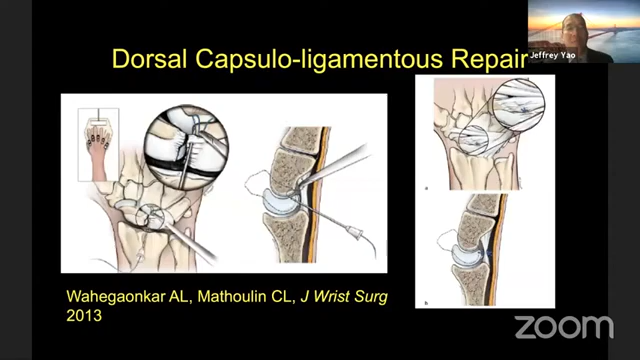 Dorsal Capsulo-ligamentous Repair
Jeffrey Yao
a
b
Wahegaonkar AL, Mathoulin CL, J Wrist Surg
2013
zoom